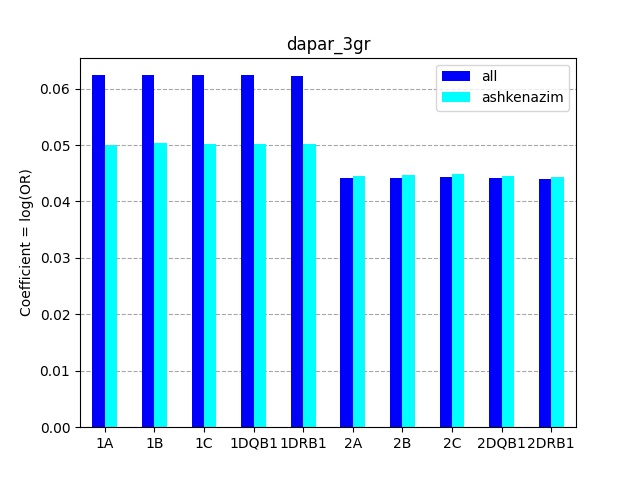 dapar_3gr
all
ashkenazim
Coefficient = log(OR)
0.06
0.05
0.04
0.03
0.02
0.01
0.00
1A 1B 1C 1DQB1 1DRB1 2A 2B 2C 2DQB1 2DRB1